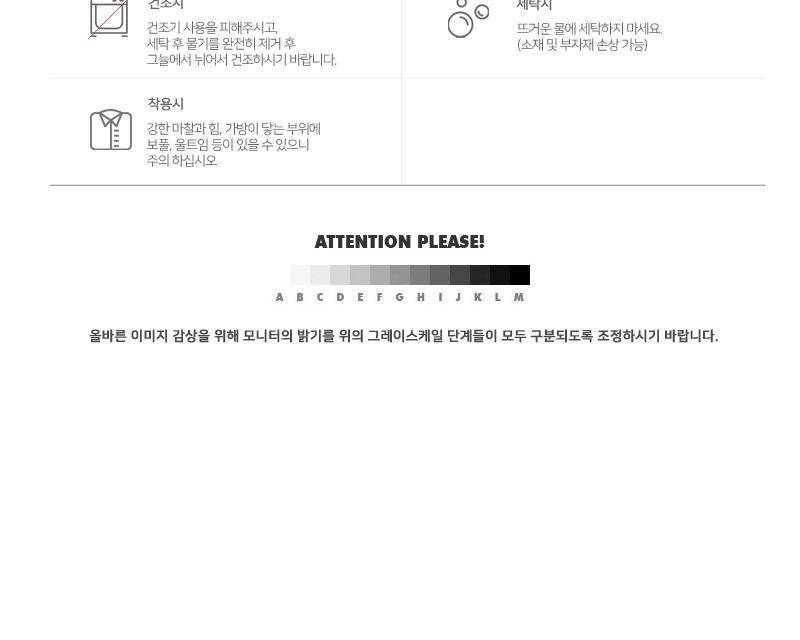 건조시
건조기 사용을 피해주시고,
세탁 후 물기를 완전히 제거 후
그늘에서 뉘어서 건조하시기 바랍니다.
세탁시
뜨거운 물에 세탁하지 마세요.
(소재 및 부자재 손상 가능)
착용시
강한 마찰과 힘, 가방이 닿는 부위에
보풀, 올트임 등이 있을 수 있으니
주의 하십시오
ATTENTION PLEASE!
A B C D E F G H I J K L M
올바른 이미지 감상을 위해 모니터의 밝기를 위의 그레이스케일 단계들이 모두 구분되도록 조정하시기 바랍니다.